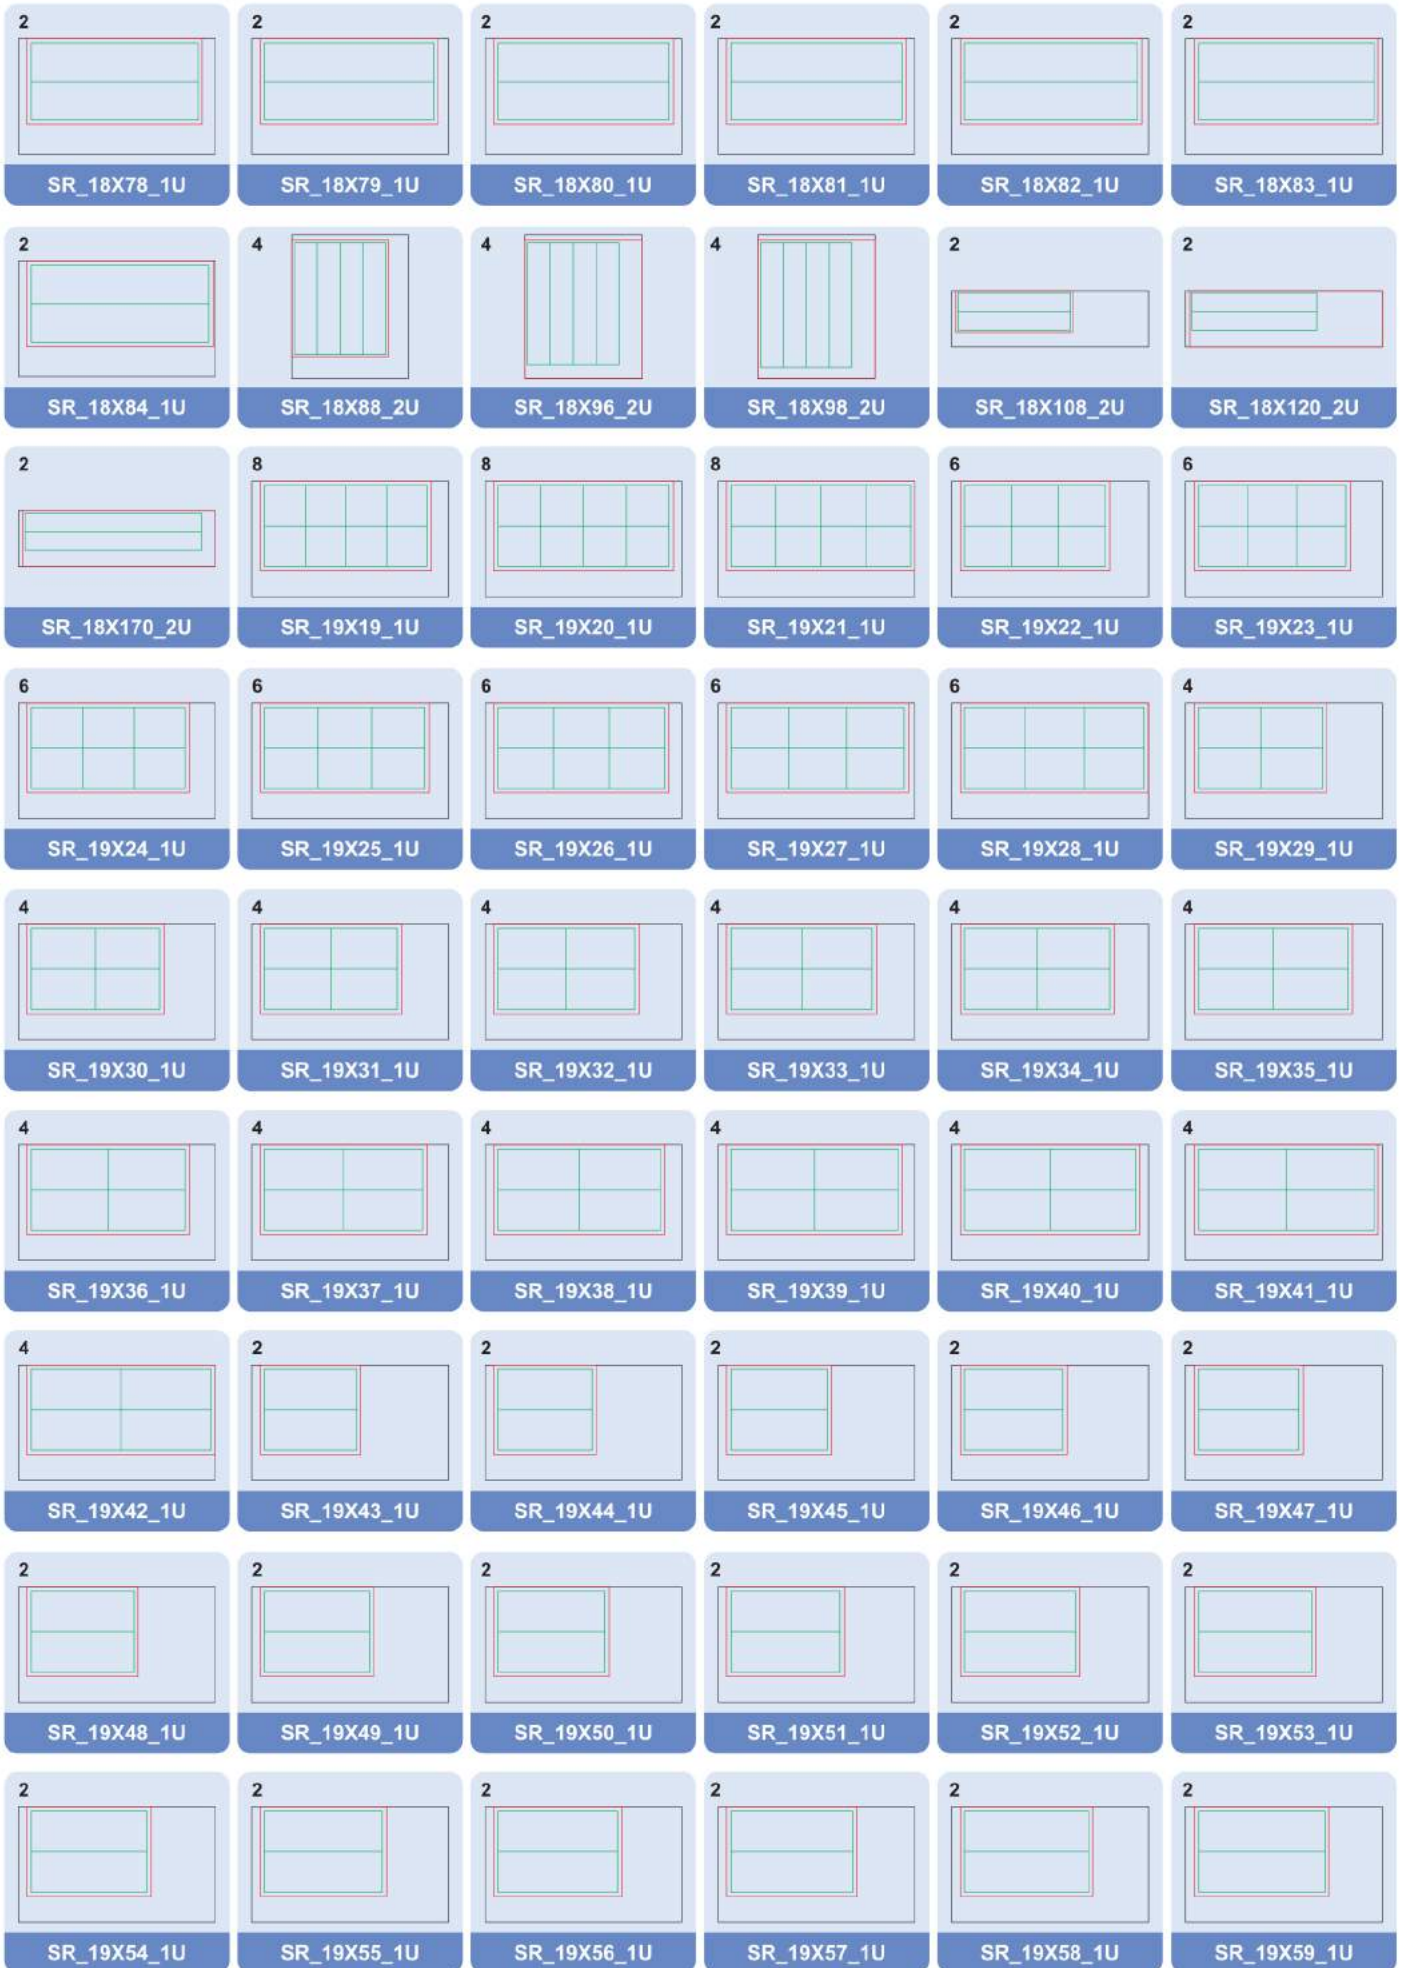 2 2 2 2 2 2
SR_18X78_1U SR_18X79_1U SR_18X80_1U SR_18X81_1U SR_18X82_1U SR_18X83_1U
2 4 4 4 2 2
SR_18X84_1U SR_18X88_2U SR_18X96_2U SR_18X98_2U SR_18X108_2U SR_18X120_2U
2 8 8 8 6 6
SR_18X170_2U SR_19X19_1U SR_19X20_1U SR_19X21_1U SR_19X22_1U SR_19X23_1U
6 6 6 6 6 4
SR_19X24_1U SR_19X25_1U SR_19X26_1U SR_19X27_1U SR_19X28_1U SR_19X29_1U
4 4 4 4 4 4
SR_19X30_1U SR_19X31_1U SR_19X32_1U SR_19X33_1U SR_19X34_1U SR_19X35_1U
4 4 4 4 4 4
SR_19X36_1U SR_19X37_1U SR_19X38_1U SR_19X39_1U SR_19X40_1U SR_19X41_1U
4 2 2 2 2 2
SR_19X42_1U SR_19X43_1U SR_19X44_1U SR_19X45_1U SR_19X46_1U SR_19X47_1U
2 2 2 2 2 2
SR_19X48_1U SR_19X49_1U SR_19X50_1U SR_19X51_1U SR_19X52_1U SR_19X53_1U
2 2 2 2 2 2
SR_19X54_1U SR_19X55_1U SR_19X56_1U SR_19X57_1U SR_19X58_1U SR_19X59_1U